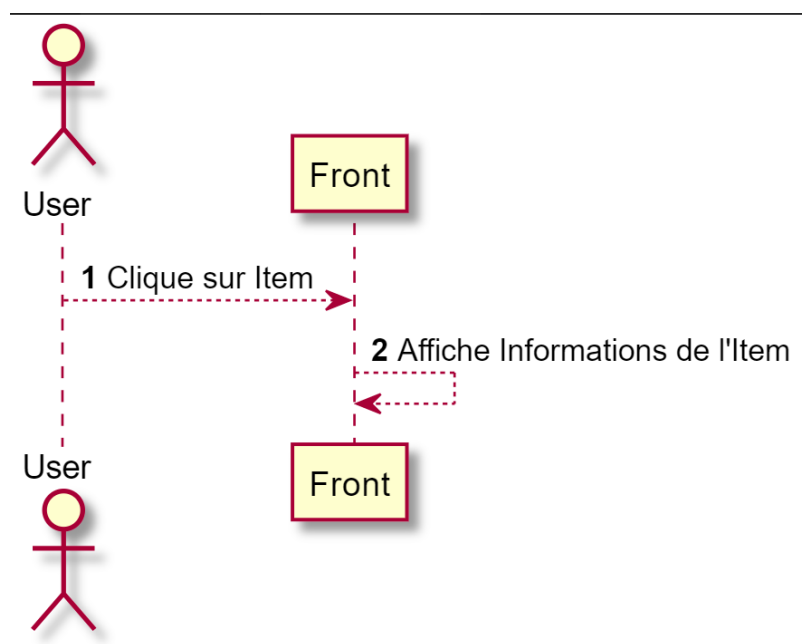 User
Front
1 Clique sur Item
2 Affiche Informations de l'Item
User
Front